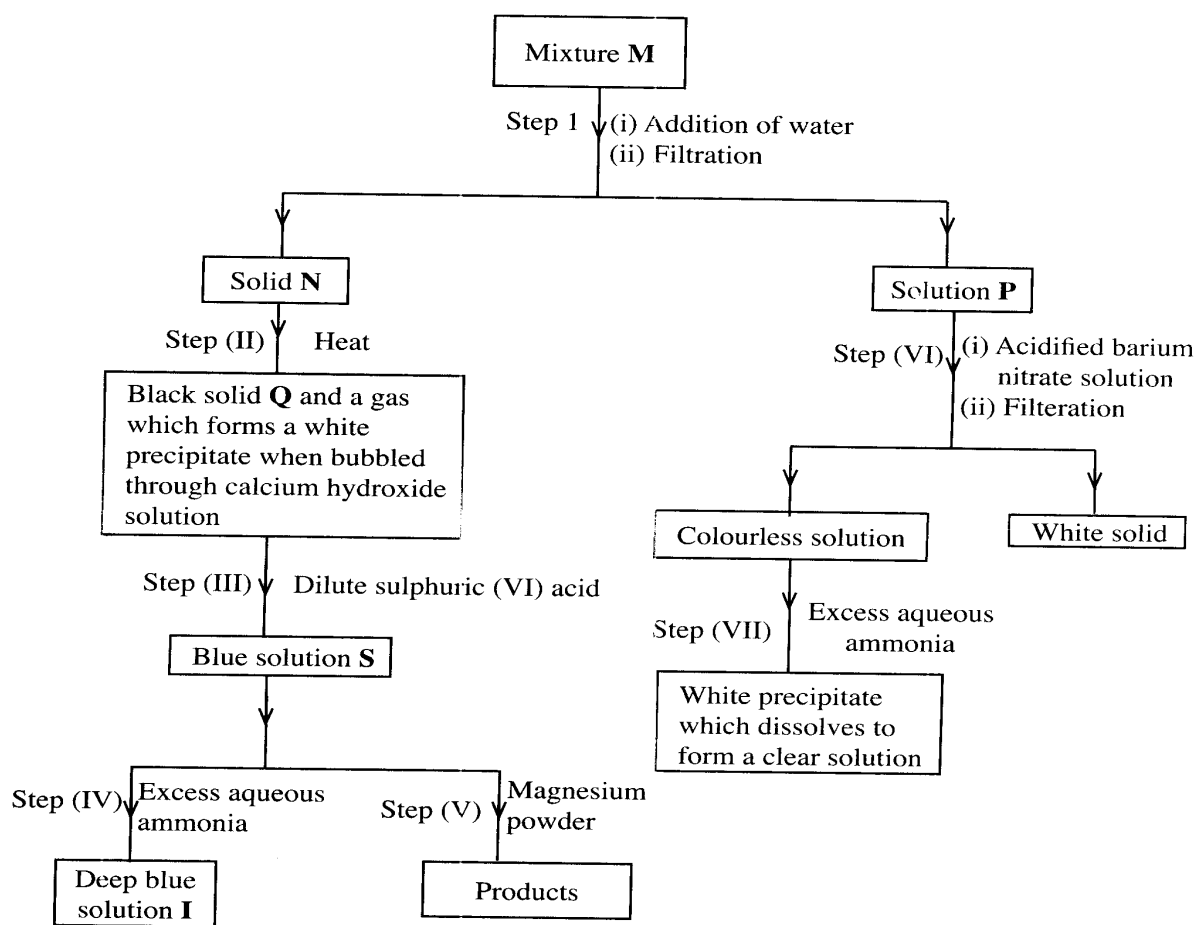 Mixture M
Step 1
(i) Addition of water
(ii) Filtration
Solid N
Solution P
Step (II)
Heat
Step (VI)
(i) Acidified barium
nitrate solution
(ii) Filteration
Black solid Q and a gas
which forms a white
precipitate when bubbled
through calcium hydroxide
solution
Colourless solution
White solid
Step (III)
Dilute sulphuric (VI) acid
Step (VII)
Excess aqueous
ammonia
Blue solution S
White precipitate
which dissolves to
form a clear solution
Step (IV)
Excess aqueous
ammonia
Step (V)
Magnesium
powder
Deep blue
solution I
Products